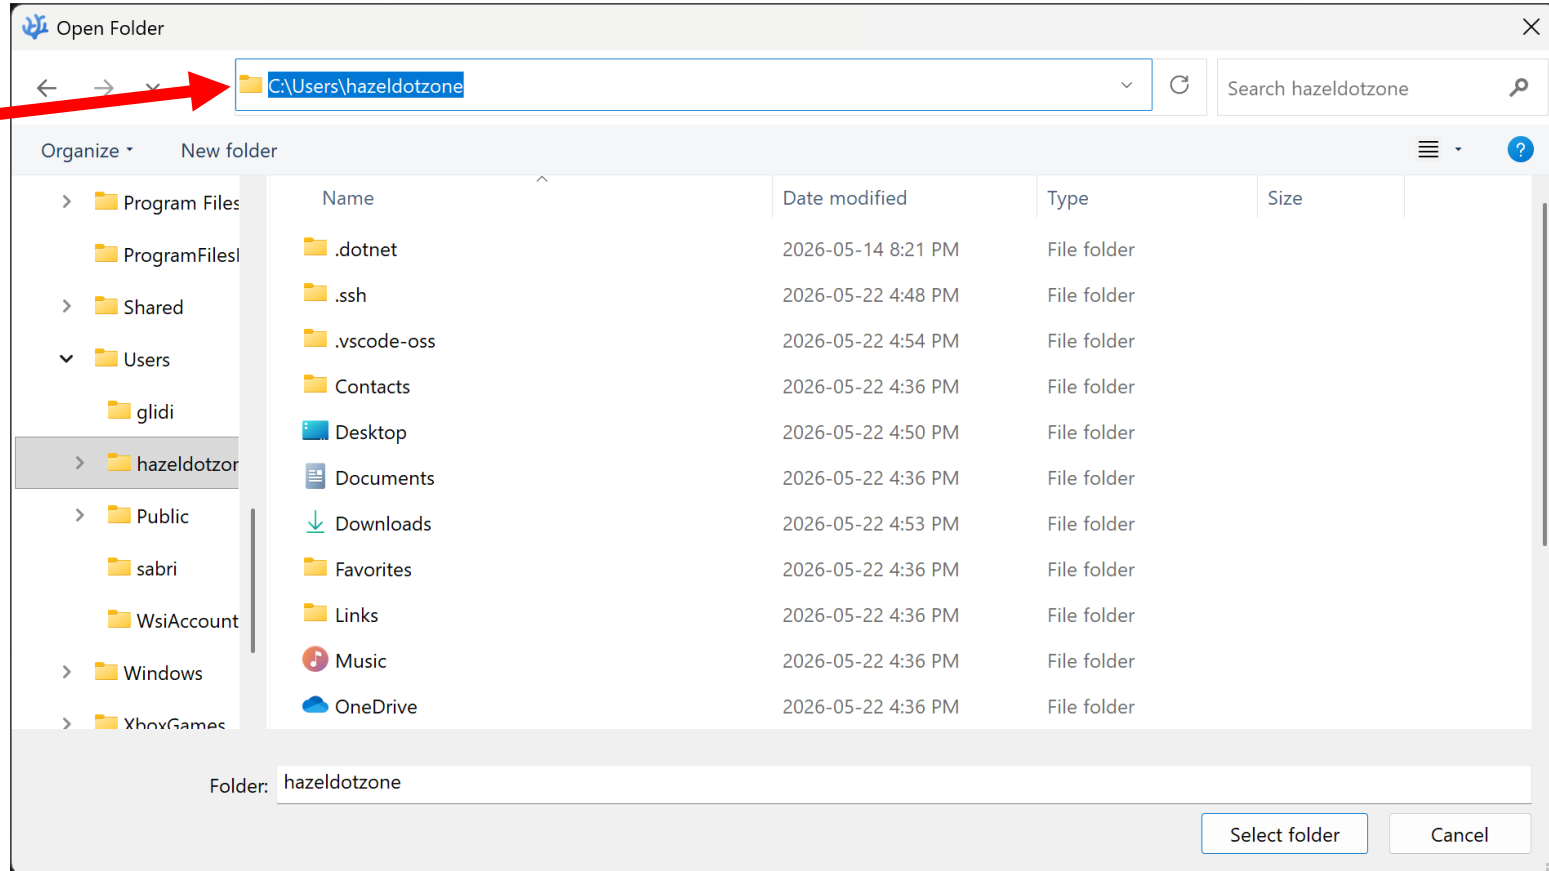 Open Folder
C:\Users\hazeldotzone
Search hazeldotzone
Organize
New folder
?
Program Files
ProgramFiles
Shared
Users
glidi
hazeldotzon
Public
sabri
WsiAccount
Windows
XboxGames
Name Date modified Type Size
.dotnet 2026-05-14 8:21 PM File folder
.ssh 2026-05-22 4:48 PM File folder
.vscode-oss 2026-05-22 4:54 PM File folder
Contacts 2026-05-22 4:36 PM File folder
Desktop 2026-05-22 4:50 PM File folder
Documents 2026-05-22 4:36 PM File folder
Downloads 2026-05-22 4:53 PM File folder
Favorites 2026-05-22 4:36 PM File folder
Links 2026-05-22 4:36 PM File folder
Music 2026-05-22 4:36 PM File folder
OneDrive 2026-05-22 4:36 PM File folder
Folder: hazeldotzone
Select folder
Cancel